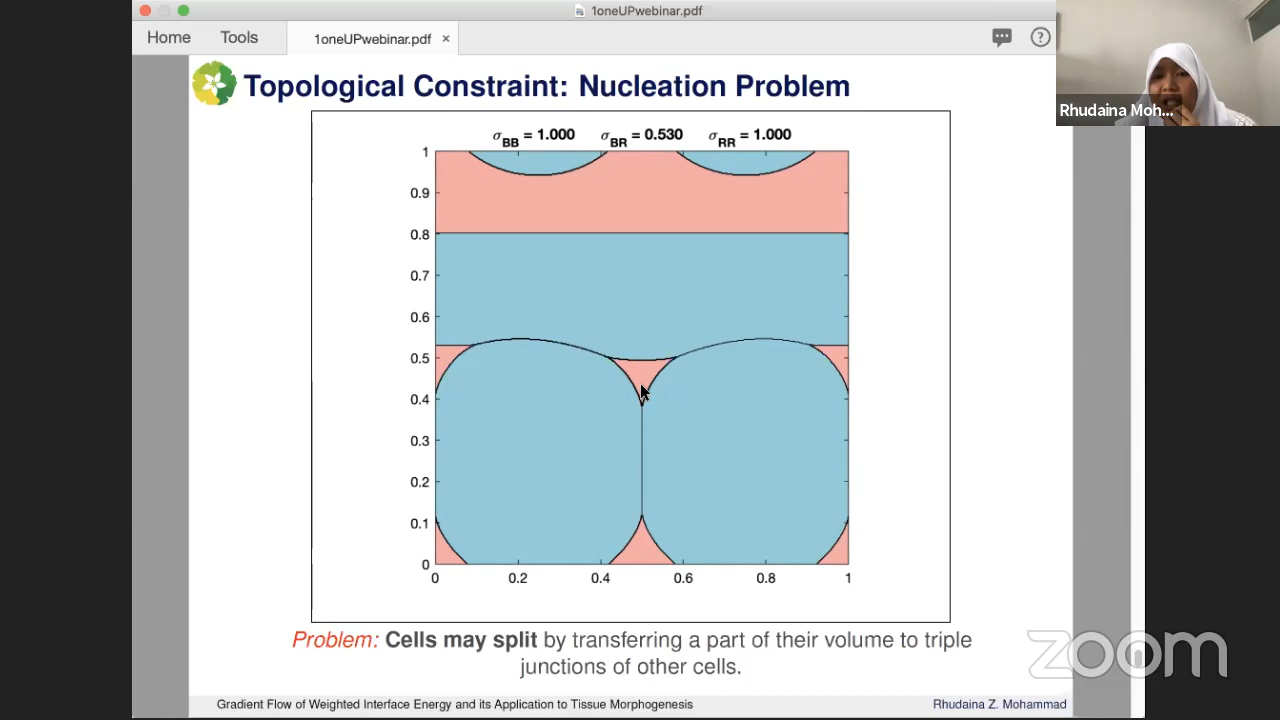 1oneUPwebinar.pdf
Home
Tools
1oneUPwebinar.pdf ×
?
Rhudaina Moh...
Topological Constraint: Nucleation Problem
σBB = 1.000 σBR = 0.530 σRR = 1.000
1
0.9
0.8
0.7
0.6
0.5
0.4
0.3
0.2
0.1
0
0 0.2 0.4 0.6 0.8 1
Problem: Cells may split by transferring a part of their volume to triple
junctions of other cells.
zoom
Gradient Flow of Weighted Interface Energy and its Application to Tissue Morphogenesis
Rhudaina Z. Mohammad